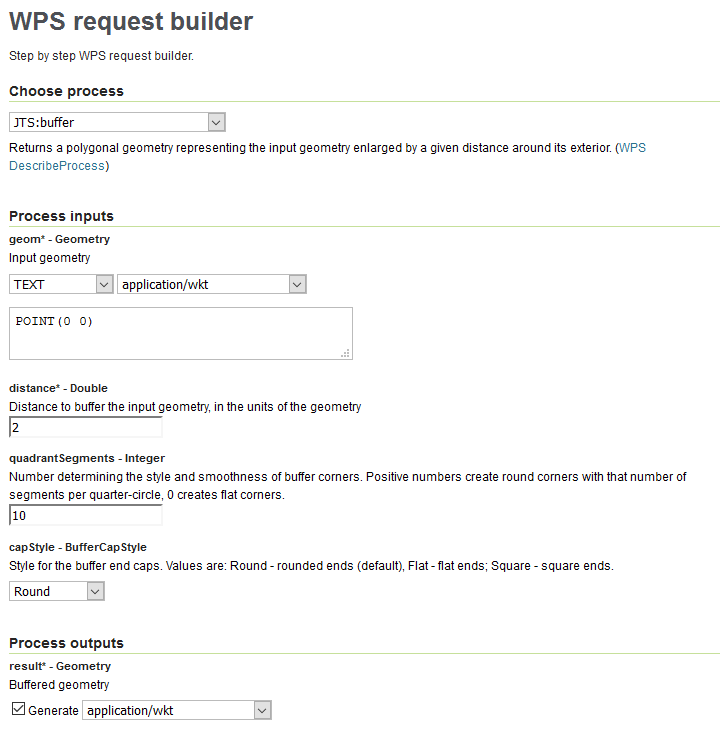 WPS request builder
Step by step WPS request builder.
Choose process
JTS:buffer
Returns a polygonal geometry representing the input geometry enlarged by a given distance around its exterior. (WPS
DescribeProcess)
Process inputs
geom* - Geometry
Input geometry
TEXT application/wkt
POINT(0 0)
distance* - Double
Distance to buffer the input geometry, in the units of the geometry
2
quadrantSegments - Integer
Number determining the style and smoothness of buffer corners. Positive numbers create round corners with that number of
segments per quarter-circle, 0 creates flat corners.
10
capStyle - BufferCapStyle
Style for the buffer end caps. Values are: Round - rounded ends (default), Flat - flat ends; Square - square ends.
Round
Process outputs
result* - Geometry
Buffered geometry
Generate application/wkt